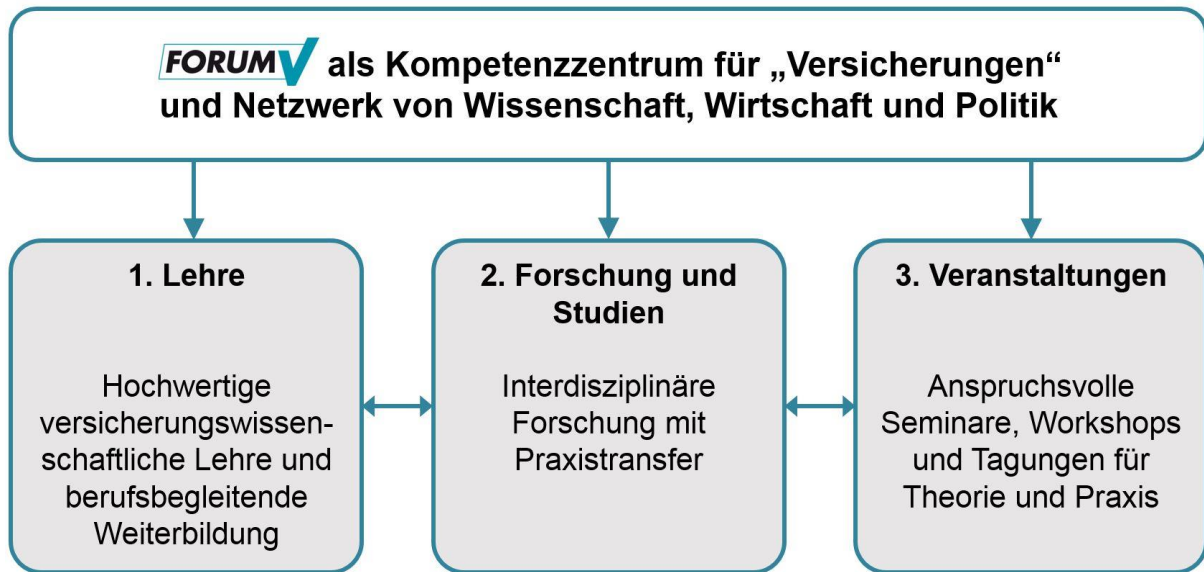 FORUMV als Kompetenzzentrum für „Versicherungen“
und Netzwerk von Wissenschaft, Wirtschaft und Politik
1. Lehre
Hochwertige
versicherungswissen-
schaftliche Lehre und
berufsbegleitende
Weiterbildung
2. Forschung und
Studien
Interdisziplinäre
Forschung mit
Praxistransfer
3. Veranstaltungen
Anspruchsvolle
Seminare, Workshops
und Tagungen für
Theorie und Praxis